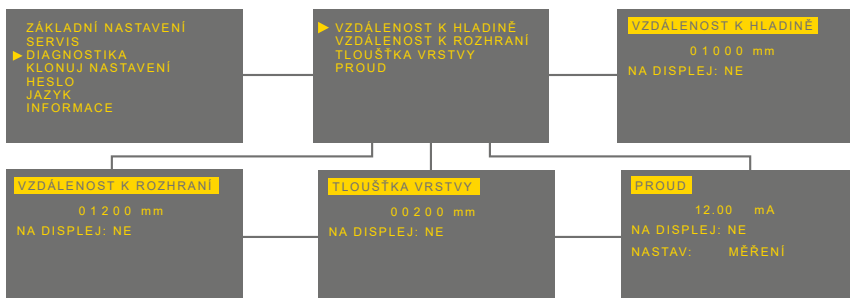 ZÁKLADNÍ NASTAVENÍ
SERVIS
DIAGNOSTIKA
KLONUJ NASTAVENÍ
HESLO
JAZYK
INFORMACE
VZDÁLENOST K HLADINĚ
VZDÁLENOST K ROZHRANÍ
TLOUŠŤKA VRSTVY
PROUD
VZDÁLENOST K HLADINĚ
01000 mm
NA DISPLEJ: NE
VZDÁLENOST K ROZHRANÍ
01200 mm
NA DISPLEJ: NE
TLOUŠŤKA VRSTVY
00200 mm
NA DISPLEJ: NE
PROUD
12.00 mA
NA DISPLEJ: NE
NASTAV: MĚŘENÍ